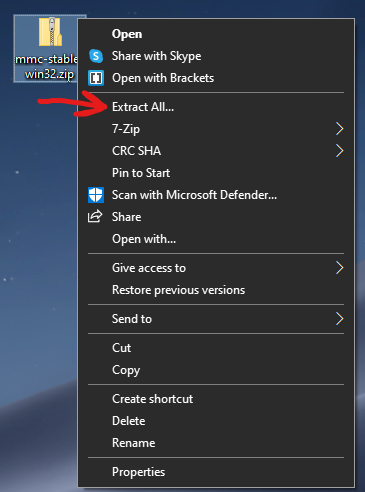 mmc-stable
win32.zip
Open
Share with Skype
Open with Brackets
Extract All...
7-Zip
CRC SHA
Pin to Start
Scan with Microsoft Defender...
Share
Open with...
Give access to
Restore previous versions
Send to
Cut
Copy
Create shortcut
Delete
Rename
Properties